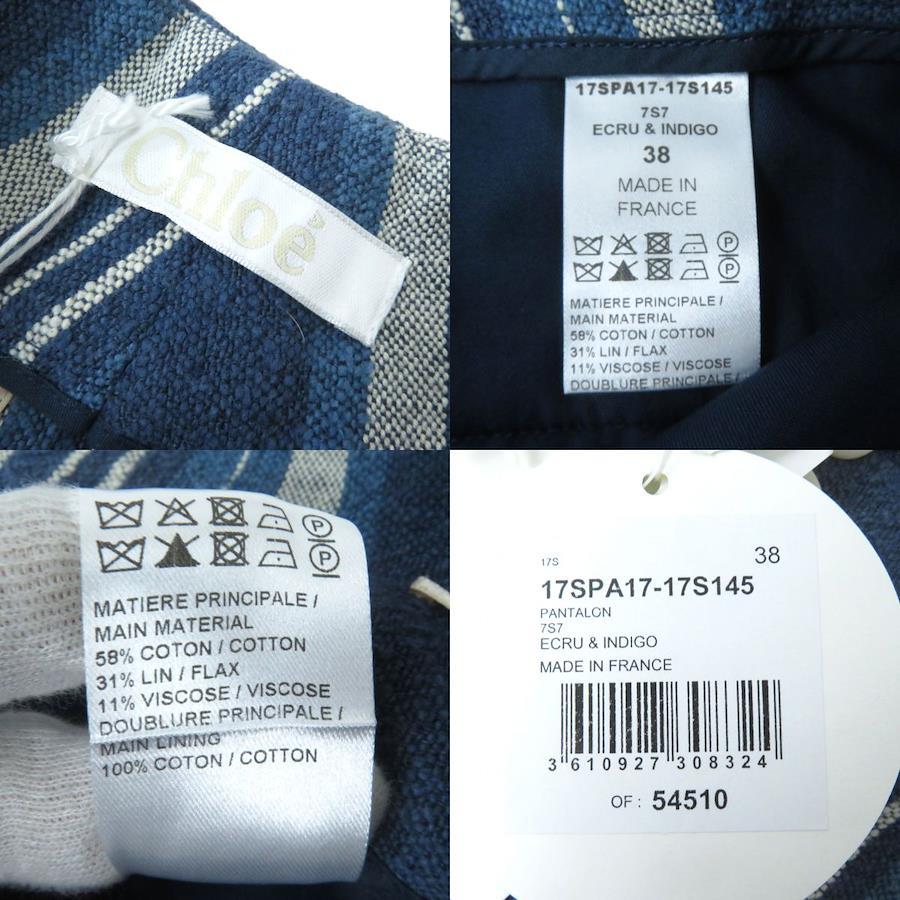 Chloé
17SPA17-17S145
7S7
ECRU & INDIGO
38
MADE IN
FRANCE
P
P
MATIERE PRINCIPALE /
MAIN MATERIAL
58% COTON / COTTON
31% LIN / FLAX
11% VISCOSE / VISCOSE
DOUBLURE PRINCIPALE /
P
P
MATIERE PRINCIPALE /
MAIN MATERIAL
58% COTON / COTTON
31% LIN / FLAX
11% VISCOSE / VISCOSE
DOUBLURE PRINCIPALE /
MAIN LINING
100% COTON / COTTON
17S
38
17SPA17-17S145
PANTALON
7S7
ECRU & INDIGO
MADE IN FRANCE
3 610927 308324
OF : 54510